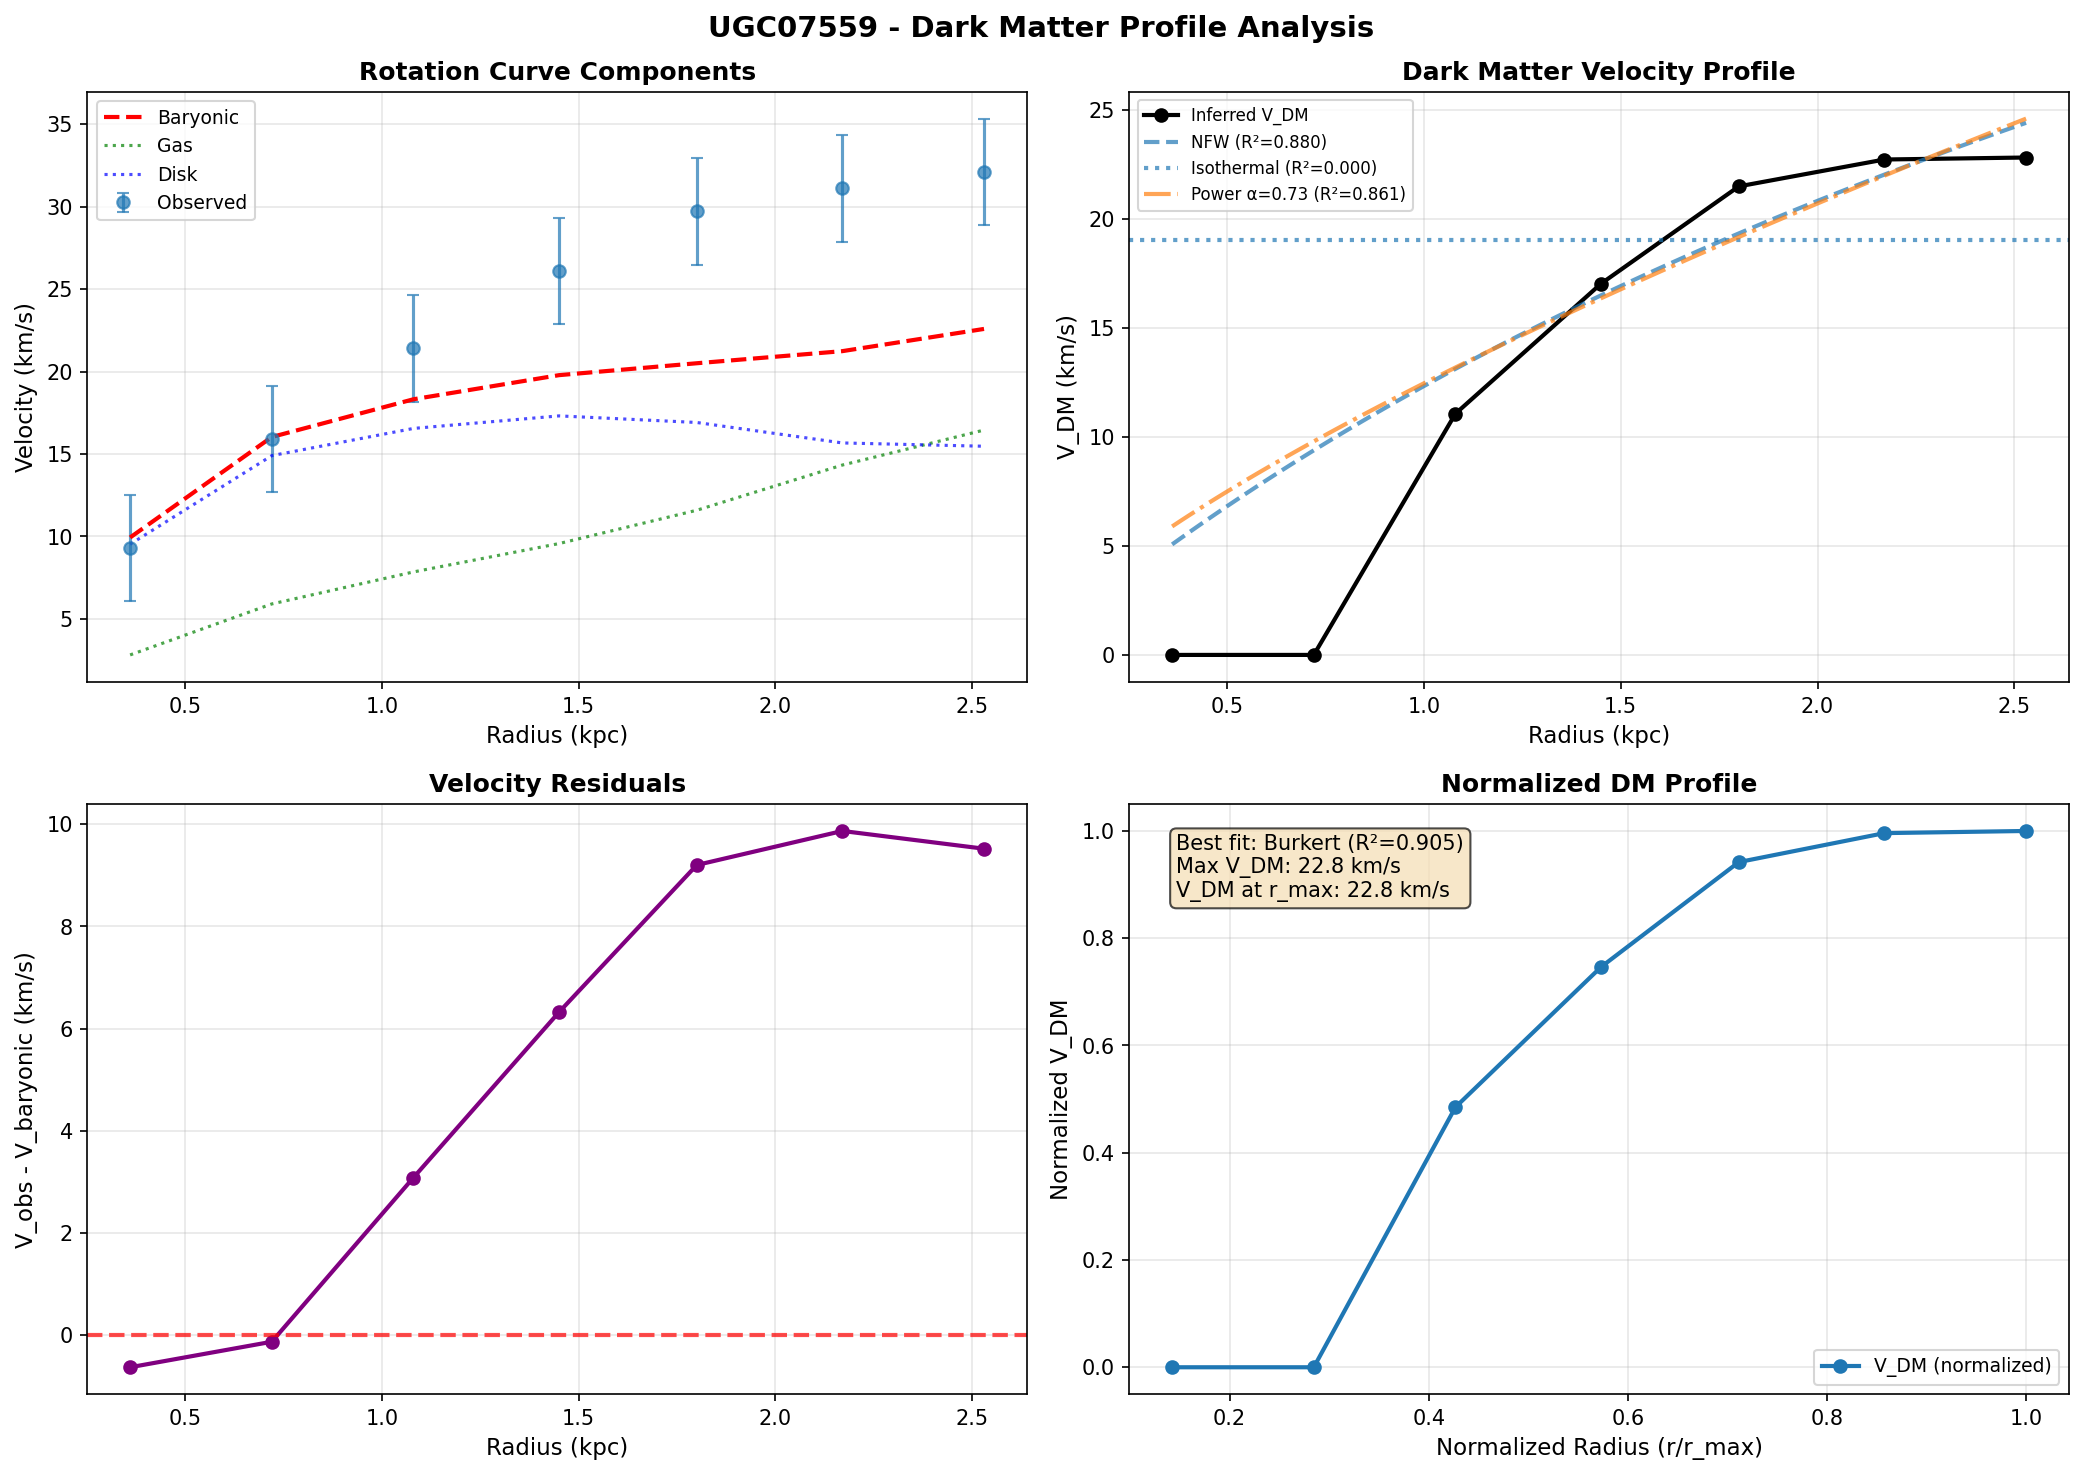 UGC07559 - Dark Matter Profile Analysis
Rotation Curve Components
Baryonic
Gas
Disk
Observed
Velocity (km/s)
35
30
25
20
15
10
5
0.5 1.0 1.5 2.0 2.5
Radius (kpc)
Dark Matter Velocity Profile
Inferred V_DM
NFW (R²=0.880)
Isothermal (R²=0.000)
Power α=0.73 (R²=0.861)
V_DM (km/s)
25
20
15
10
5
0
0.5 1.0 1.5 2.0 2.5
Radius (kpc)
Velocity Residuals
V_obs - V_baryonic (km/s)
10
8
6
4
2
0
0.5 1.0 1.5 2.0 2.5
Radius (kpc)
Normalized DM Profile
Best fit: Burkert (R²=0.905)
Max V_DM: 22.8 km/s
V_DM at r_max: 22.8 km/s
Normalized V_DM
1.0
0.8
0.6
0.4
0.2
0.0
V_DM (normalized)
0.2 0.4 0.6 0.8 1.0
Normalized Radius (r/r_max)